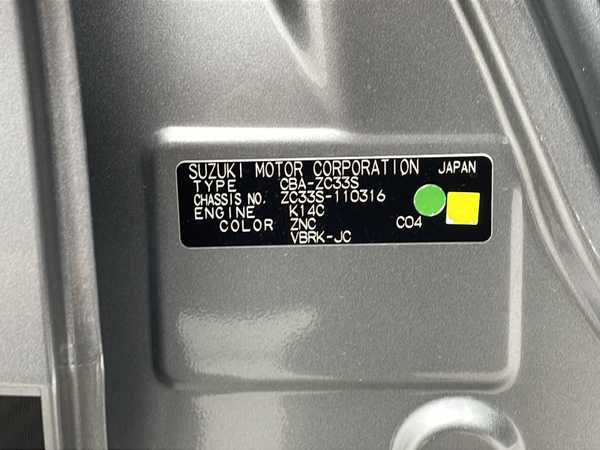 SUZUKI MOTOR CORPORATION JAPAN
TYPE CBA-ZC33S
CHASSIS NO. ZC33S-110316
ENGINE K14C
COLOR ZNC C04
VBRK-JC